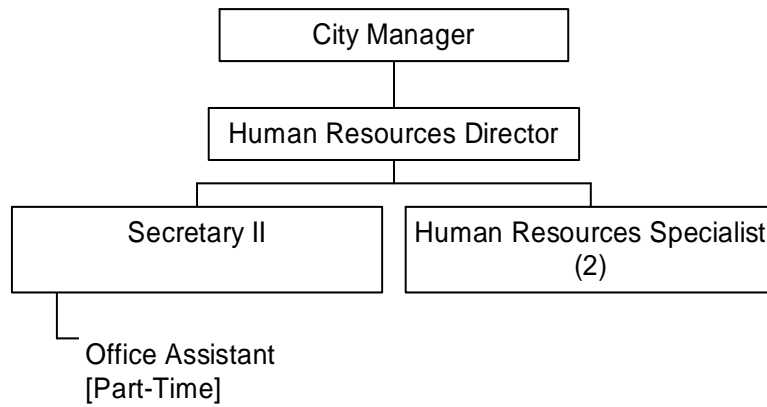 City Manager
Human Resources Director
Secretary II
Human Resources Specialist
(2)
Office Assistant
[Part-Time]